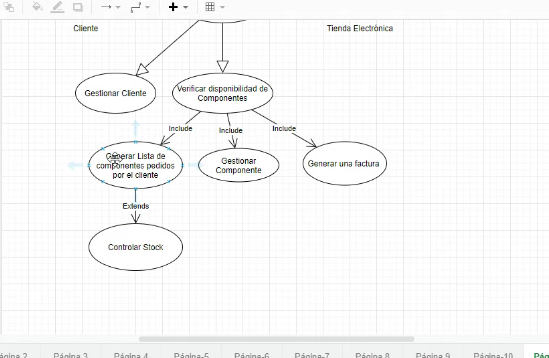 Cliente
Tienda Electrónica
Gestionar Cliente
Verificar disponibilidad de
Componentes
Include
Include
Include
Generar Lista de
componentes pedidos
por el cliente
Gestionar
Componente
Generar una factura
Extends
Controlar Stock
Página-2
Página-3
Página-4
Página-5
Página-6
Página-7
Página-8
Página-9
Página-10
Pág